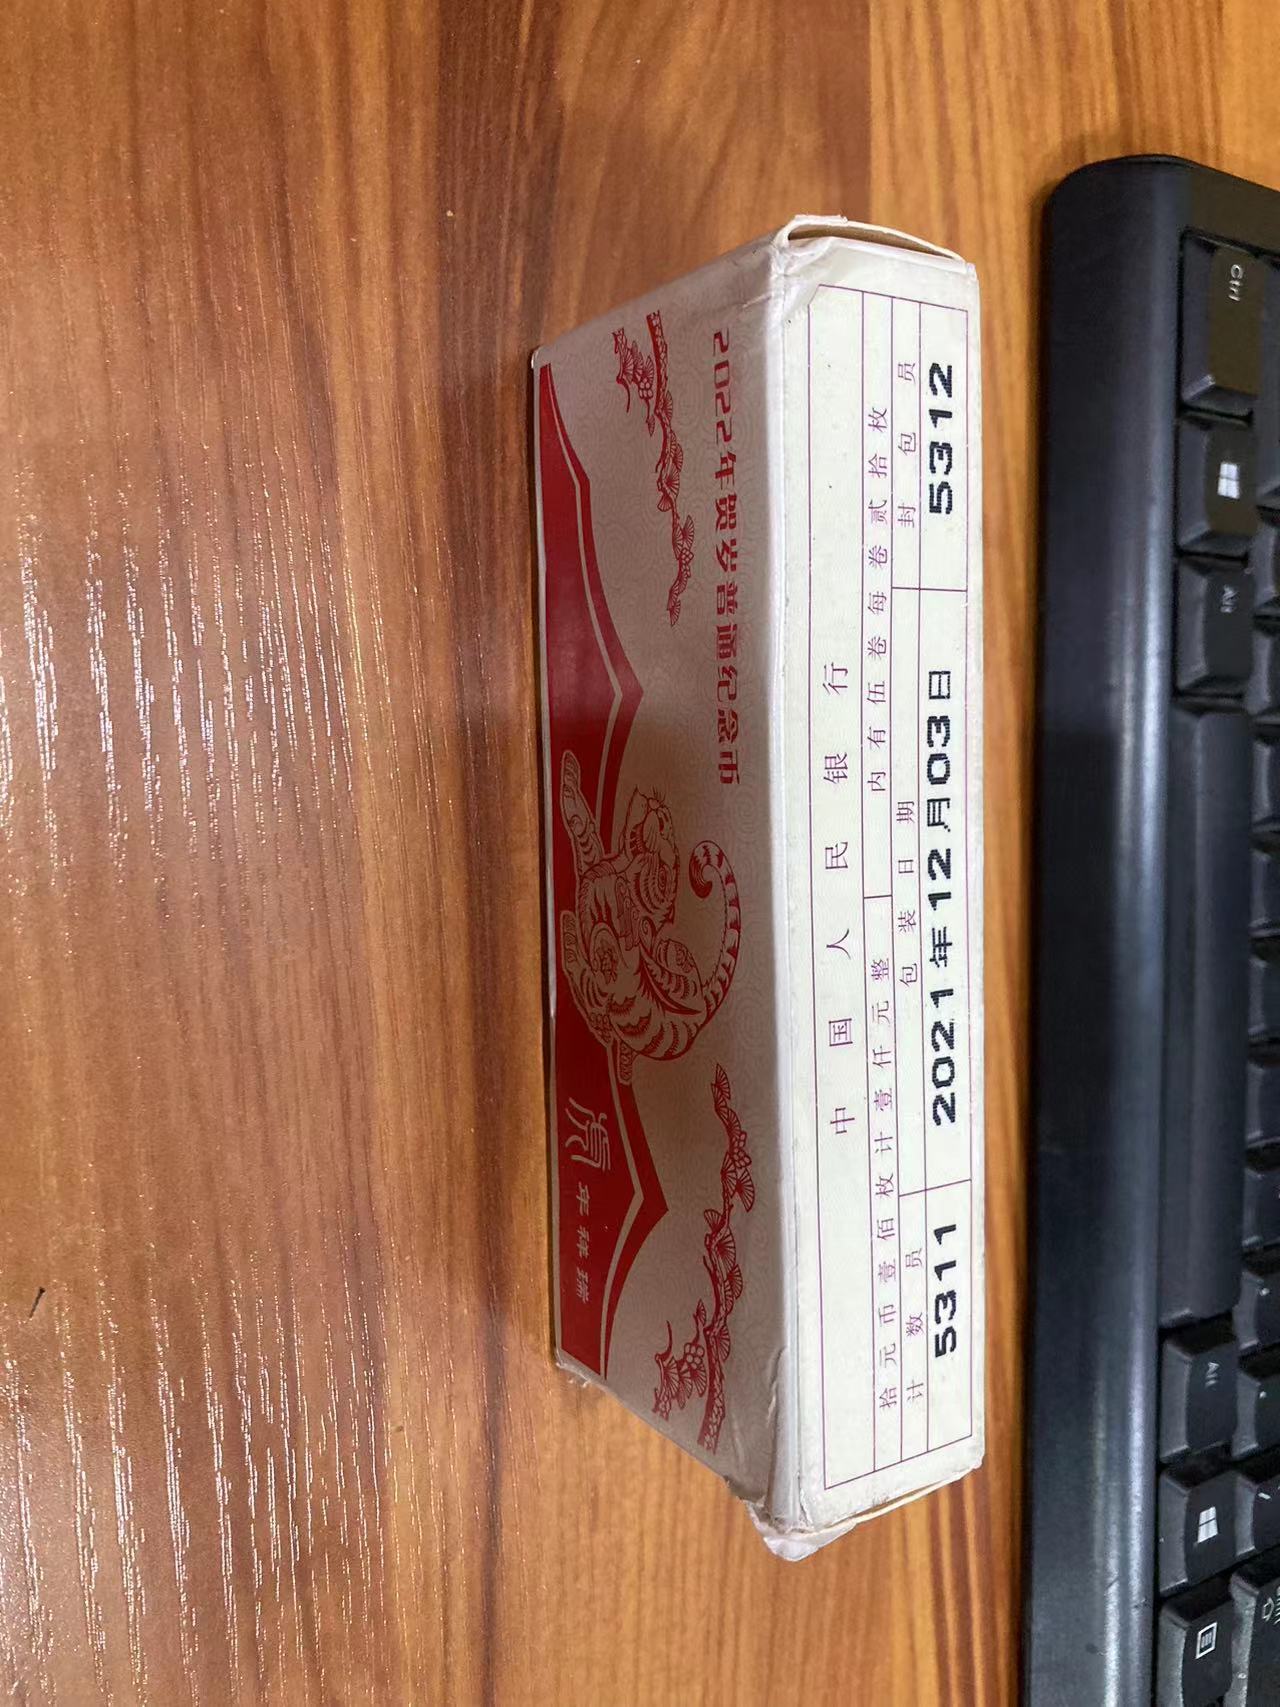 2022年贺岁普通纪念币
瑞祥年
中国人民银行
拾元币壹佰枚计壹仟元整 内有伍卷每卷贰拾枚
计数员 包装日期 封包员
5311 2021年12月03日 5312
Ctrl
Alt
Alt